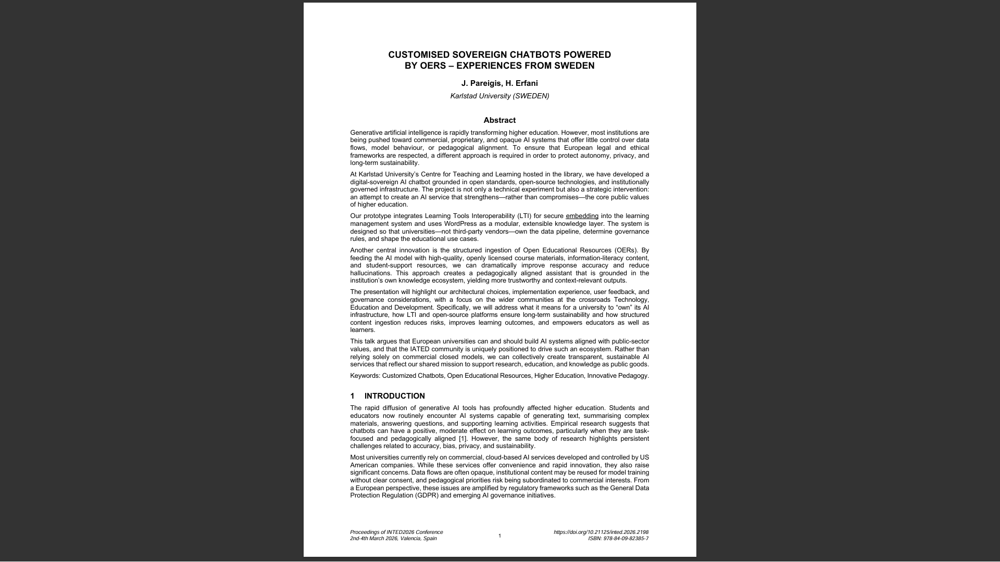 CUSTOMISED SOVEREIGN CHATBOTS POWERED
BY OERS – EXPERIENCES FROM SWEDEN
J. Pareigis, H. Erfani
Karlstad University (SWEDEN)
Abstract
Generative artificial intelligence is rapidly transforming higher education. However, most institutions are
being pushed toward commercial, proprietary, and opaque AI systems that offer little control over data
flows, model behaviour, or pedagogical alignment. To ensure that European legal and ethical
frameworks are respected, a different approach is required in order to protect autonomy, privacy, and
long-term sustainability.
At Karlstad University’s Centre for Teaching and Learning hosted in the library, we have developed a
digital-sovereign AI chatbot grounded in open standards, open-source technologies, and institutionally
governed infrastructure. The project is not only a technical experiment but also a strategic intervention:
an attempt to create an AI service that strengthens—rather than compromises—the core public values
of higher education.
Our prototype integrates Learning Tools Interoperability (LTI) for secure embedding into the learning
management system and uses WordPress as a modular, extensible knowledge layer. The system is
designed so that universities—not third-party vendors—own the data pipeline, determine governance
rules, and shape the educational use cases.
Another central innovation is the structured ingestion of Open Educational Resources (OERs). By
feeding the AI model with high-quality, openly licensed course materials, information-literacy content,
and student-support resources, we can dramatically improve response accuracy and reduce
hallucinations. This approach creates a pedagogically aligned assistant that is grounded in the
institution’s own knowledge ecosystem, yielding more trustworthy and context-relevant outputs.
The presentation will highlight our architectural choices, implementation experience, user feedback, and
governance considerations, with a focus on the wider communities at the crossroads Technology,
Education and Development. Specifically, we will address what it means for a university to “own” its AI
infrastructure, how LTI and open-source platforms ensure long-term sustainability and how structured
content ingestion reduces risks, improves learning outcomes, and empowers educators as well as
learners.
This talk argues that European universities can and should build AI systems aligned with public-sector
values, and that the IATED community is uniquely positioned to drive such an ecosystem. Rather than
relying solely on commercial closed models, we can collectively create transparent, sustainable AI
services that reflect our shared mission to support research, education, and knowledge as public goods.
Keywords: Customized Chatbots, Open Educational Resources, Higher Education, Innovative Pedagogy.
1 INTRODUCTION
The rapid diffusion of generative AI tools has profoundly affected higher education. Students and
educators now routinely encounter AI systems capable of generating text, summarising complex
materials, answering questions, and supporting learning activities. Empirical research suggests that
chatbots can have a positive, moderate effect on learning outcomes, particularly when they are task-
focused and pedagogically aligned [1]. However, the same body of research highlights persistent
challenges related to accuracy, bias, privacy, and sustainability.
Most universities currently rely on commercial, cloud-based AI services developed and controlled by US
American companies. While these services offer convenience and rapid innovation, they also raise
significant concerns. Data flows are often opaque, institutional content may be reused for model training
without clear consent, and pedagogical priorities risk being subordinated to commercial interests. From
a European perspective, these issues are amplified by regulatory frameworks such as the General Data
Protection Regulation (GDPR) and emerging AI governance initiatives.
Proceedings of INTED2026 Conference
2nd-4th March 2026, Valencia, Spain
1
https://doi.org/10.21125/inted.2026.2198
ISBN: 978-84-09-82385-7